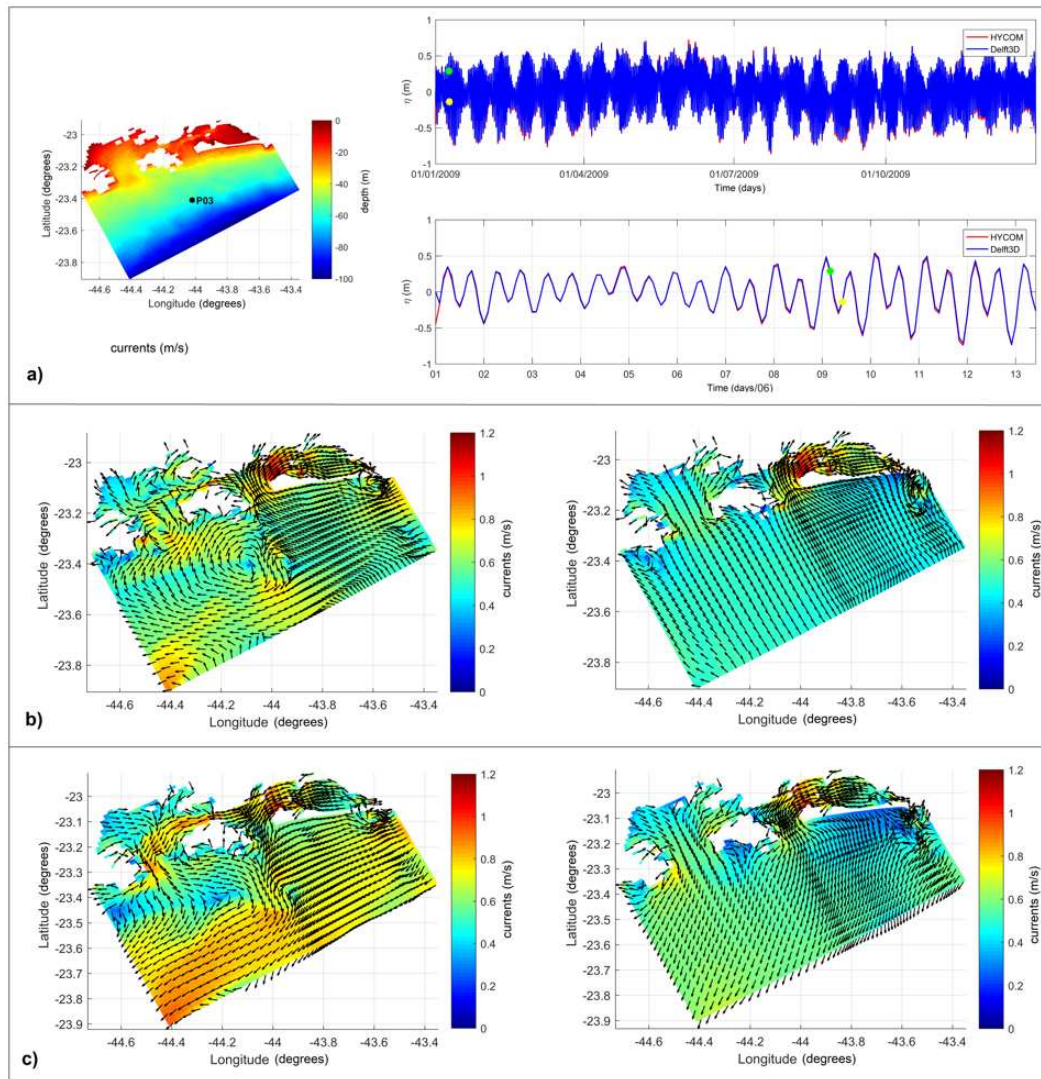 -23
-23.2
-23.4
-23.6
-23.8
Latitude (degrees)
P03
-44.6 -44.4 -44.2 -44 -43.8 -43.6 -43.4
Longitude (degrees)
0
-20
-40
-60
-80
-100
depth (m)
currents (m/s)
a)
1
0.5
0
-0.5
-1
η (m)
HYCOM
Delft3D
01/01/2009 01/04/2009 01/07/2009 01/10/2009
Time (days)
1
0.5
0
-0.5
-1
η (m)
HYCOM
Delft3D
01 02 03 04 05 06 07 08 09 10 11 12 13
Time (days/06)
-23
-23.2
-23.4
-23.6
-23.8
Latitude (degrees)
-44.6 -44.4 -44.2 -44 -43.8 -43.6 -43.4
Longitude (degrees)
1.2
1
0.8
0.6
0.4
0.2
0
currents (m/s)
b)
-23
-23.2
-23.4
-23.6
-23.8
Latitude (degrees)
-44.6 -44.4 -44.2 -44 -43.8 -43.6 -43.4
Longitude (degrees)
1.2
1
0.8
0.6
0.4
0.2
0
currents (m/s)
-23
-23.1
-23.2
-23.3
-23.4
-23.5
-23.6
-23.7
-23.8
-23.9
Latitude (degrees)
-44.6 -44.4 -44.2 -44 -43.8 -43.6 -43.4
Longitude (degrees)
1.2
1
0.8
0.6
0.4
0.2
0
currents (m/s)
c)
-23
-23.1
-23.2
-23.3
-23.4
-23.5
-23.6
-23.7
-23.8
-23.9
Latitude (degrees)
-44.6 -44.4 -44.2 -44 -43.8 -43.6 -43.4
Longitude (degrees)
1.2
1
0.8
0.6
0.4
0.2
0
currents (m/s)